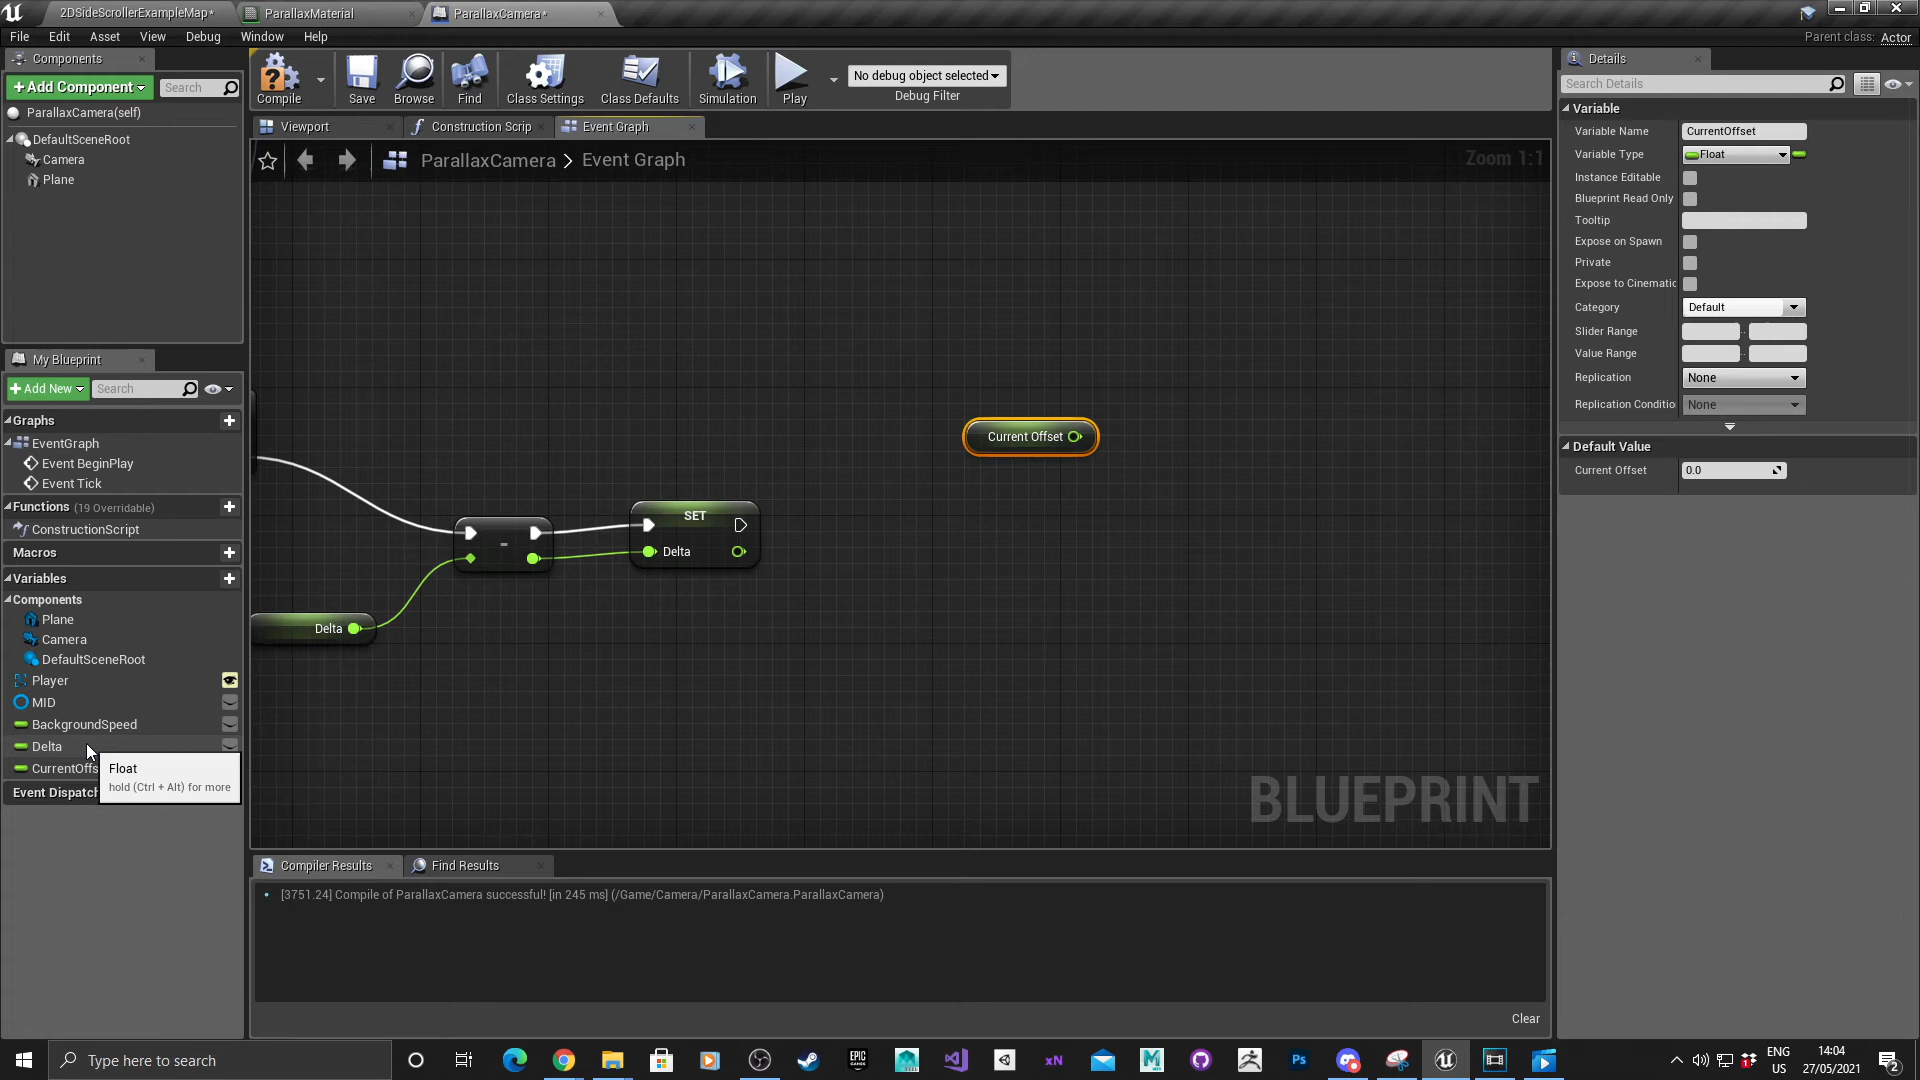 2DSideScrollerExampleMap*
ParallaxMaterial
ParallaxCamera*
File Edit Asset View Debug Window Help
Parent class: Actor
Components
+Add Component
Search
ParallaxCamera(self)
DefaultSceneRoot
Camera
Plane
Compile
Save
Browse
Find
Class Settings
Class Defaults
Simulation
Play
No debug object selected
Debug Filter
Viewport
Construction Scrip
Event Graph
ParallaxCamera > Event Graph
Zoom 1:1
Current Offset
SET
Delta
-
Delta
BLUEPRINT
My Blueprint
+Add New
Search
Graphs
EventGraph
Event BeginPlay
Event Tick
Functions (19 Overridable)
ConstructionScript
Macros
Variables
Components
Plane
Camera
DefaultSceneRoot
Player
MID
BackgroundSpeed
Delta
CurrentOffs
Event Dispatch
Float
hold (Ctrl + Alt) for more
Compiler Results
Find Results
[3751.24] Compile of ParallaxCamera successful! [in 245 ms] (/Game/Camera/ParallaxCamera.ParallaxCamera)
Clear
Details
Search Details
Variable
Variable Name CurrentOffset
Variable Type Float
Instance Editable
Blueprint Read Only
Tooltip
Expose on Spawn
Private
Expose to Cinematic
Category Default
Slider Range
Value Range
Replication None
Replication Conditio None
Default Value
Current Offset 0.0
Type here to search
EPIC
GAMES
xN
M
Ps
ENG
US
14:04
27/05/2021
2